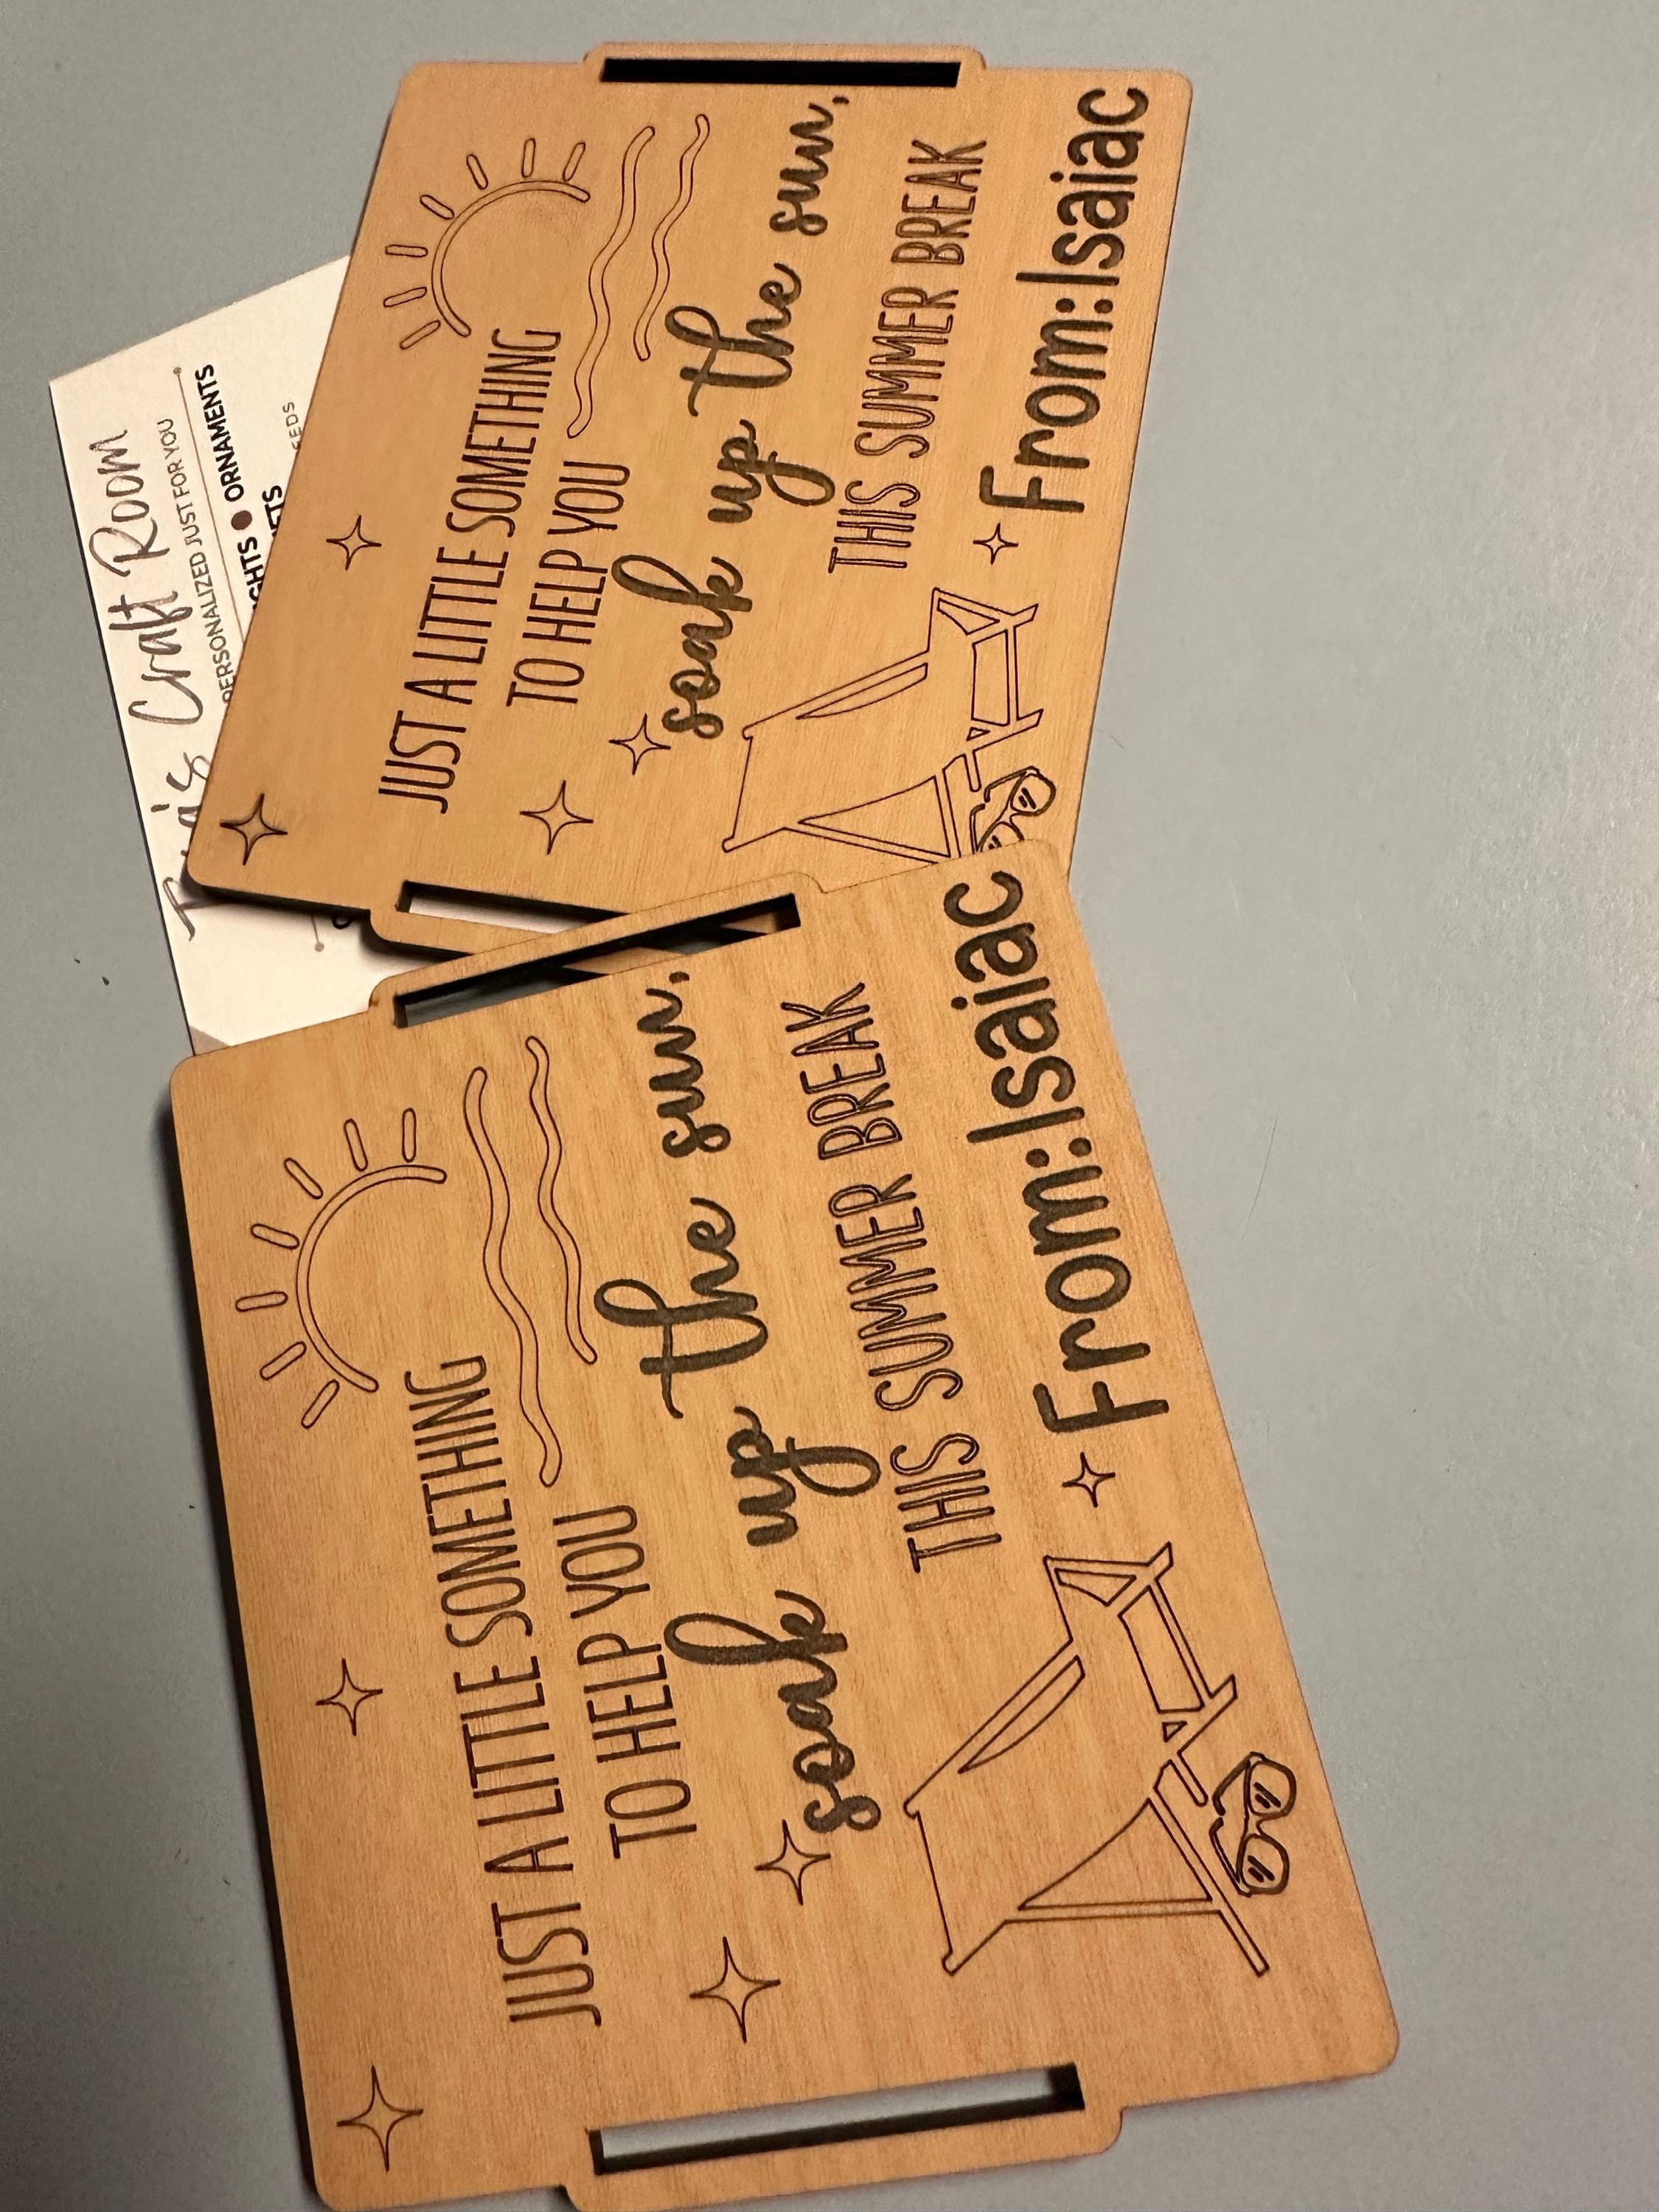 Craft Room
PERSONALIZED JUST FOR YOU
ORNAMENTS
JUST A LITTLE SOMETHING
TO HELP YOU
soak up the sun,
THIS SUMMER BREAK
From:Isaiac
JUST A LITTLE SOMETHING
TO HELP YOU
soak up the sun,
THIS SUMMER BREAK
From:Isaiac